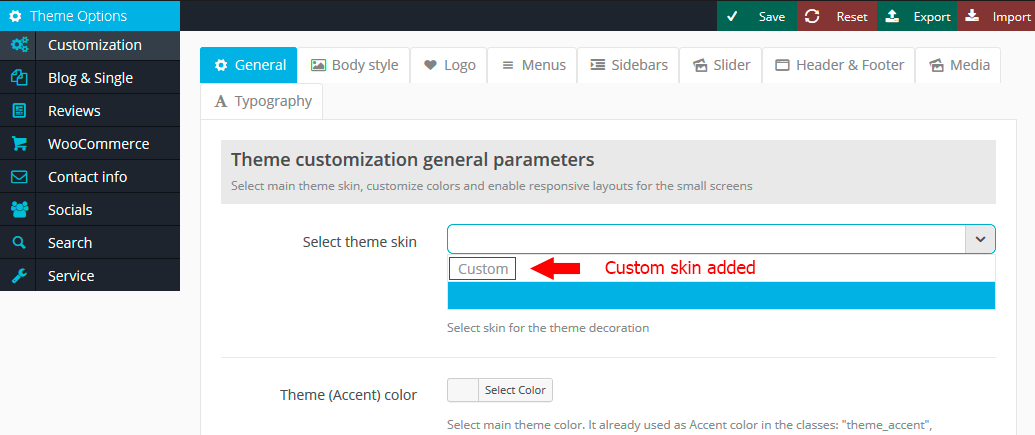 Theme Options
Save
Reset
Export
Import
Customization
Blog & Single
Reviews
WooCommerce
Contact info
Socials
Search
Service
General
Body style
Logo
Menus
Sidebars
Slider
Header & Footer
Media
Typography
Theme customization general parameters
Select main theme skin, customize colors and enable responsive layouts for the small screens
Select theme skin
Custom
Custom skin added
Select skin for the theme decoration
Theme (Accent) color
Select Color
Select main theme color. It already used as Accent color in the classes: "theme_accent",